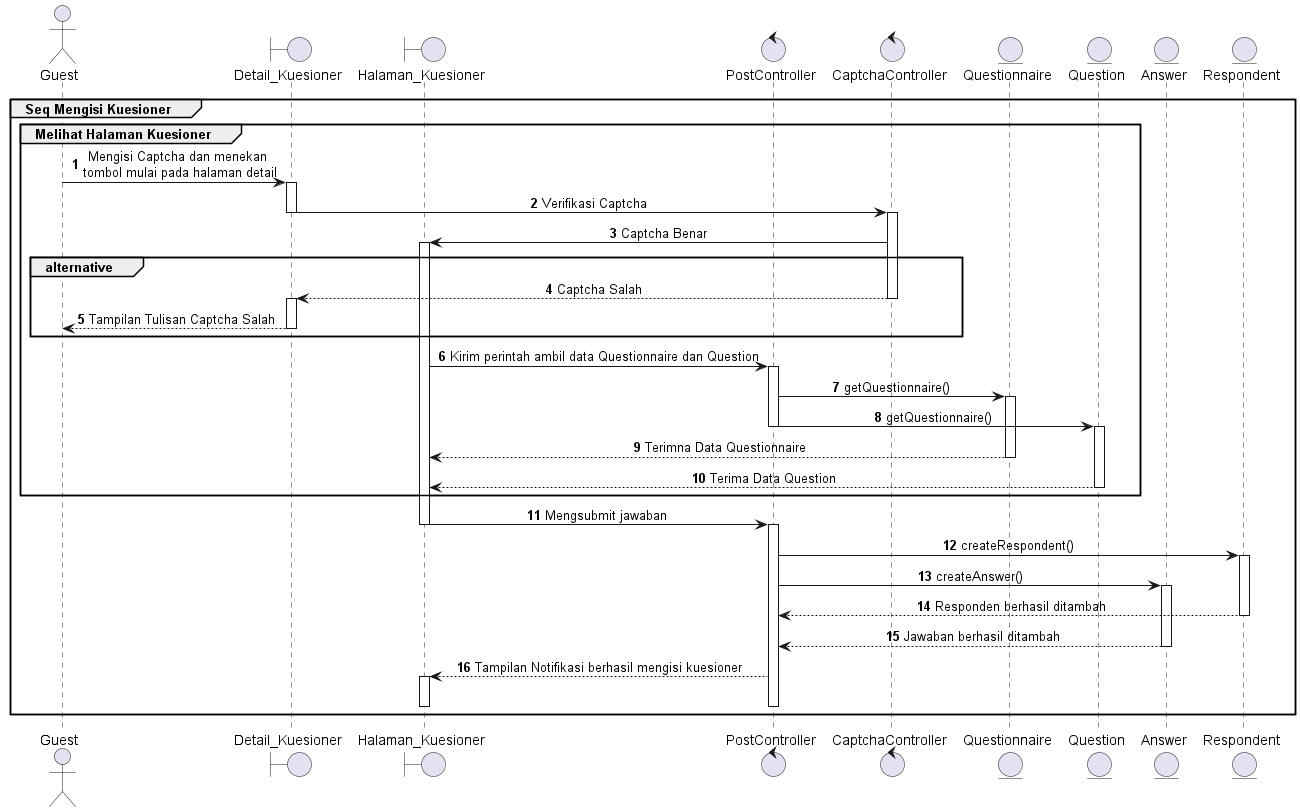 Guest
Detail_Kuesioner
Halaman_Kuesioner
PostController
CaptchaController
Questionnaire
Question
Answer
Respondent
Seq Mengisi Kuesioner
Melihat Halaman Kuesioner
1 Mengisi Captcha dan menekan
tombol mulai pada halaman detail
2 Verifikasi Captcha
3 Captcha Benar
alternative
4 Captcha Salah
5 Tampilan Tulisan Captcha Salah
6 Kirim perintah ambil data Questionnaire dan Question
7 getQuestionnaire()
8 getQuestionnaire()
9 Terimna Data Questionnaire
10 Terima Data Question
11 Mengsubmit jawaban
12 createRespondent()
13 createAnswer()
14 Responden berhasil ditambah
15 Jawaban berhasil ditambah
16 Tampilan Notifikasi berhasil mengisi kuesioner
Guest
Detail_Kuesioner
Halaman_Kuesioner
PostController
CaptchaController
Questionnaire
Question
Answer
Respondent